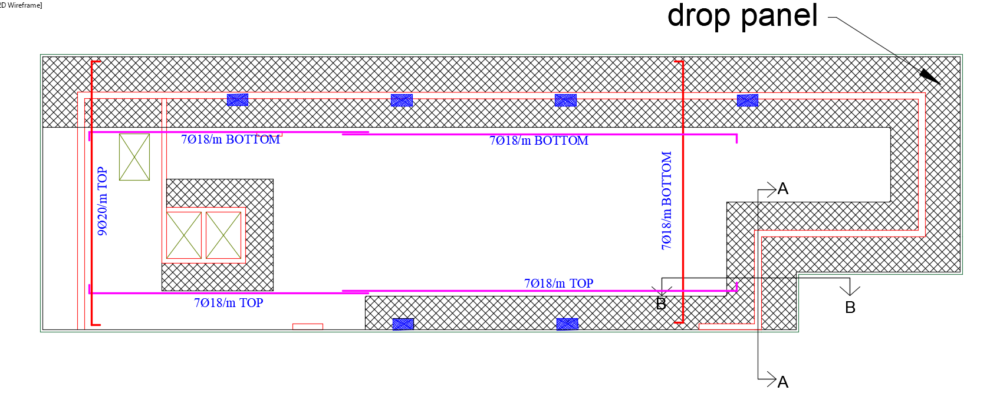 2D Wireframe]
drop panel
7Ø18/m BOTTOM
7Ø18/m BOTTOM
9Ø20/m TOP
7Ø18/m BOTTOM
A
7Ø18/m TOP
7Ø18/m TOP
B
B
A